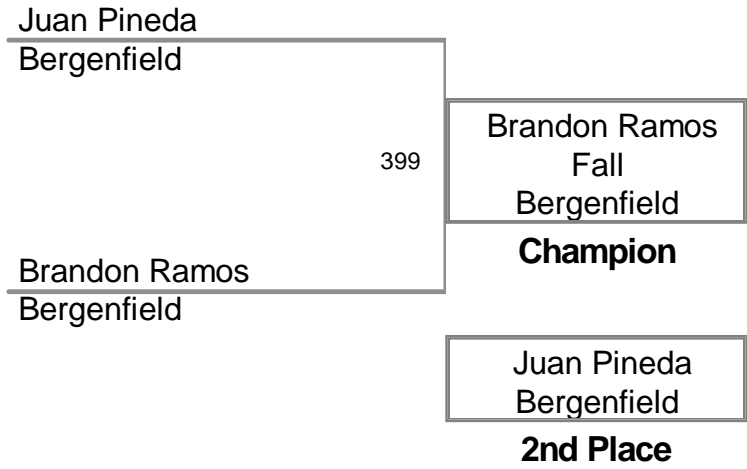 Juan Pineda
Bergenfield
399
Brandon Ramos
Fall
Bergenfield
Champion
Brandon Ramos
Bergenfield
Juan Pineda
Bergenfield
2nd Place